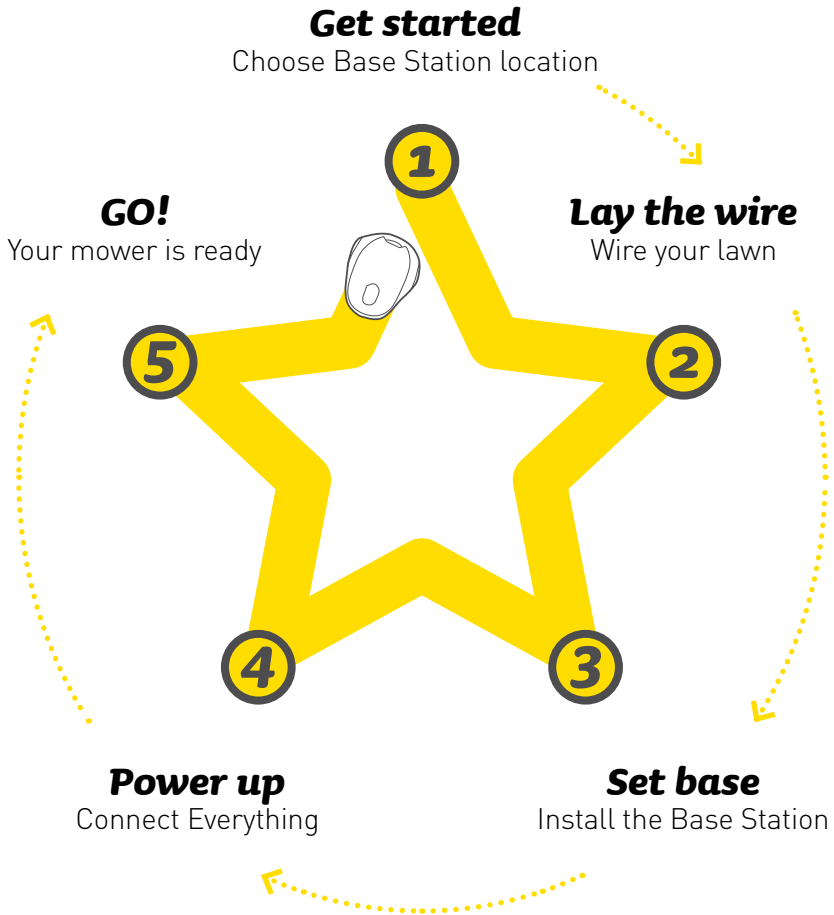 Get started
Choose Base Station location
1
Lay the wire
Wire your lawn
2
Set base
Install the Base Station
3
Power up
Connect Everything
4
GO!
Your mower is ready
5